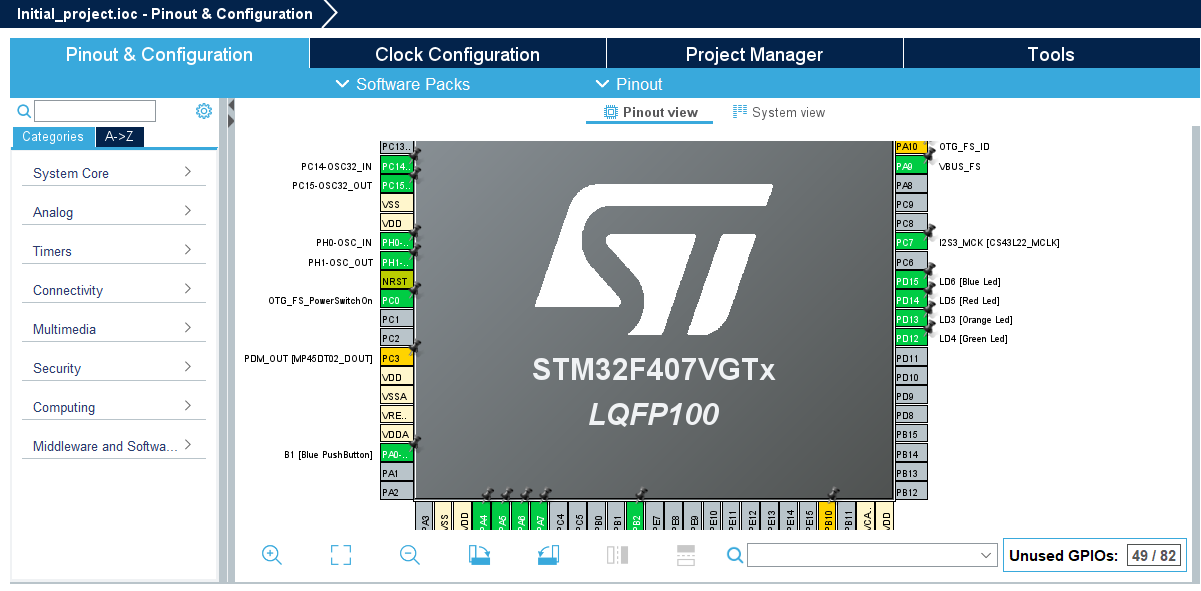 Initial_project.ioc - Pinout & Configuration
Pinout & Configuration Clock Configuration Project Manager Tools
Software Packs Pinout
Pinout view System view
Categories A->Z
System Core
Analog
Timers
Connectivity
Multimedia
Security
Computing
Middleware and Softwa...
PC13..
PC14-OSC32_IN PC14..
PC15-OSC32_OUT PC15..
VSS
VDD
PH0-OSC_IN PH0-..
PH1-OSC_OUT PH1-..
NRST
OTG_FS_PowerSwitchOn PC0
PC1
PC2
PDM_OUT [MP45DT02_DOUT] PC3
VDD
VSSA
VRE..
VDDA
B1 [Blue PushButton] PA0-..
PA1
PA2
ST
STM32F407VGTx
LQFP100
PA10 OTG_FS_ID
PA9 VBUS_FS
PA8
PC9
PC8
PC7 I2S3_MCK [CS43L22_MCLK]
PC6
PD15 LD6 [Blue Led]
PD14 LD5 [Red Led]
PD13 LD3 [Orange Led]
PD12 LD4 [Green Led]
PD11
PD10
PD9
PD8
PB15
PB14
PB13
PB12
PA3 VSS VDD PA4 PA5 PA6 PA7 PC4 PC5 PB0 PB1 PB2 PE7 PE8 PE9 PE10 PE11 PE12 PE13 PE14 PE15 PB10 PB11 VCA.. VDD
Unused GPIOs: 49 / 82